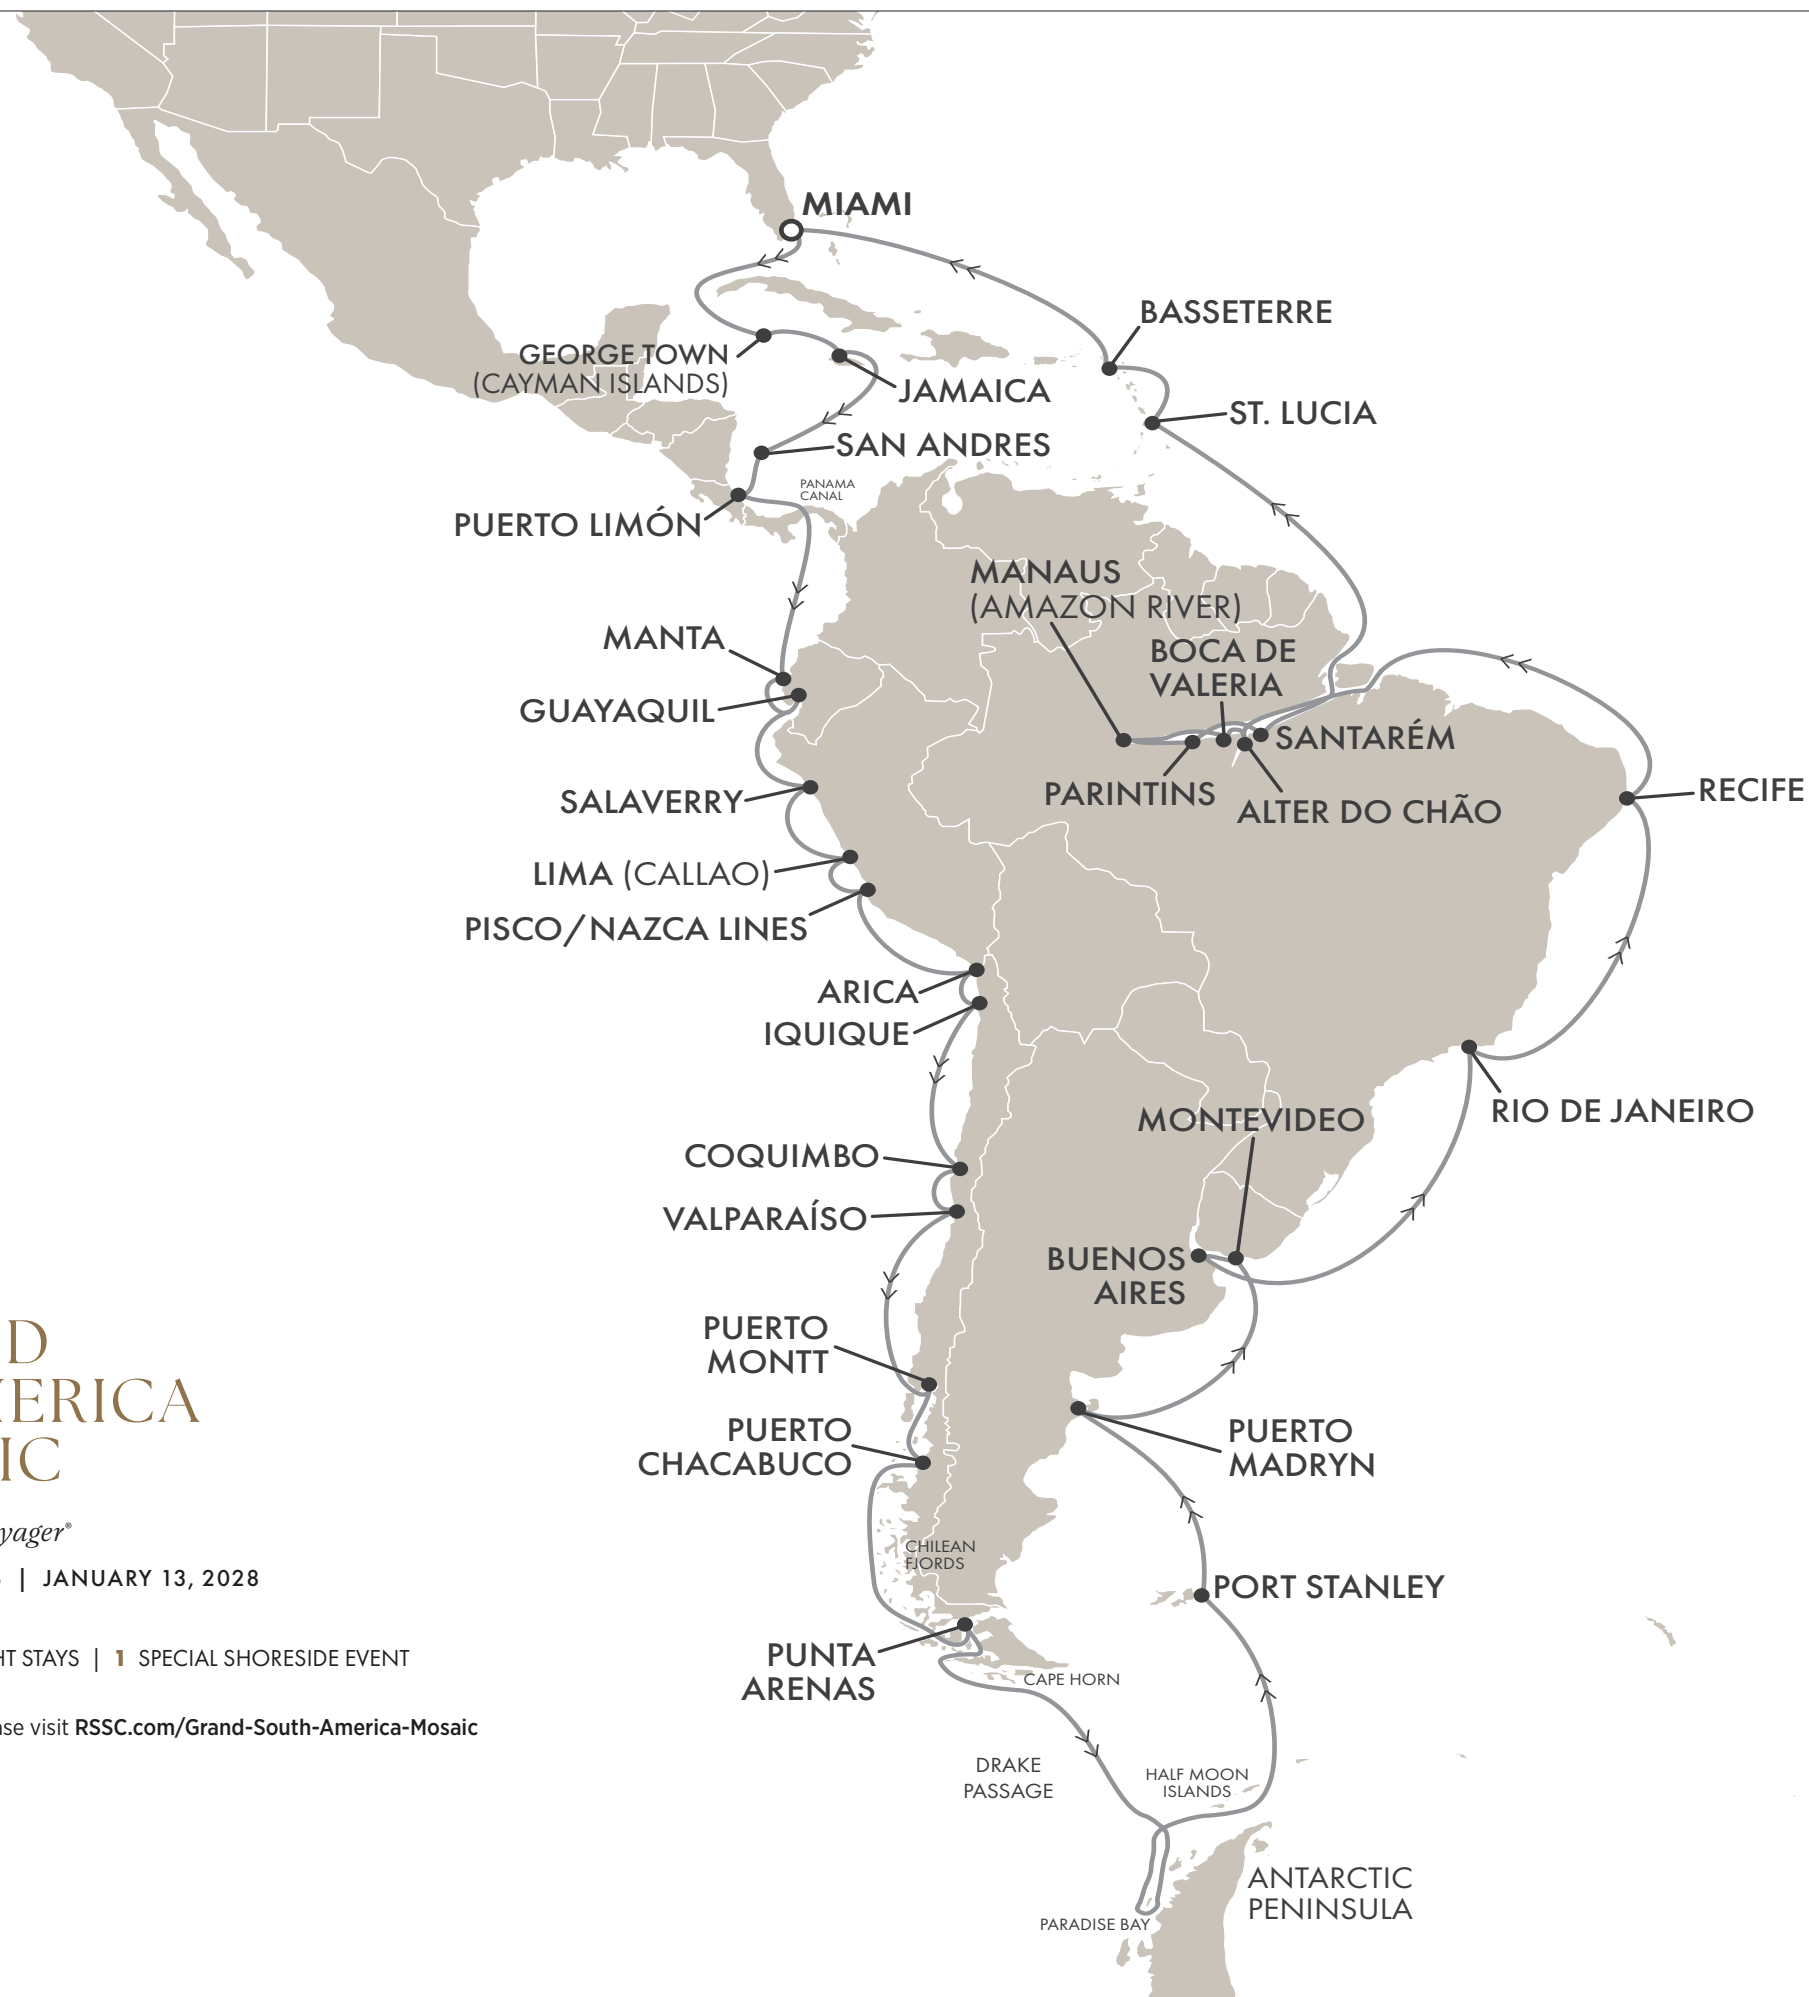 MIAMI
BASSETERRE
GEORGE TOWN
(CAYMAN ISLANDS)
JAMAICA
ST. LUCIA
SAN ANDRES
PANAMA
CANAL
PUERTO LIMÓN
MANAUS
(AMAZON RIVER)
MANTA
BOCA DE
VALERIA
GUAYAQUIL
SANTARÉM
PARINTINS
ALTER DO CHÃO
RECIFE
SALAVERRY
LIMA (CALLAO)
PISCO/NAZCA LINES
ARICA
IQUIQUE
RIO DE JANEIRO
MONTEVIDEO
COQUIMBO
VALPARAÍSO
BUENOS
AIRES
PUERTO
MONTT
PUERTO
CHACABUCO
PUERTO
MADRYN
CHILEAN
FJORDS
PORT STANLEY
PUNTA
ARENAS
CAPE HORN
DRAKE
PASSAGE
HALF MOON
ISLANDS
ANTARCTIC
PENINSULA
PARADISE BAY
D
ERICA
IC
yager®
| JANUARY 13, 2028
HT STAYS | 1 SPECIAL SHORESIDE EVENT
ase visit RSSC.com/Grand-South-America-Mosaic